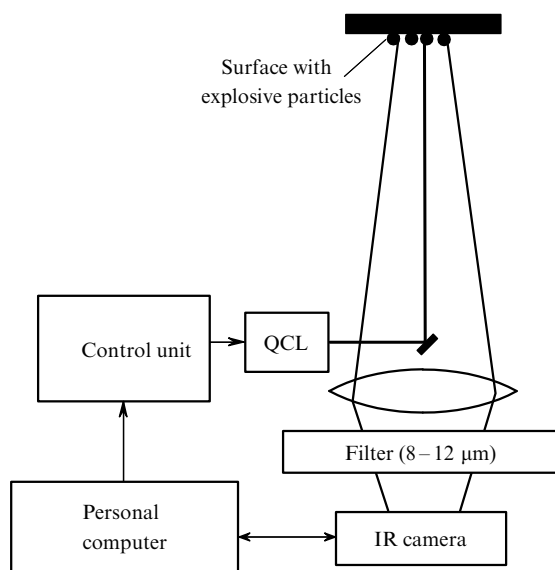 Surface with
explosive particles
Control unit
QCL
Filter (8 – 12 μm)
Personal
computer
IR camera